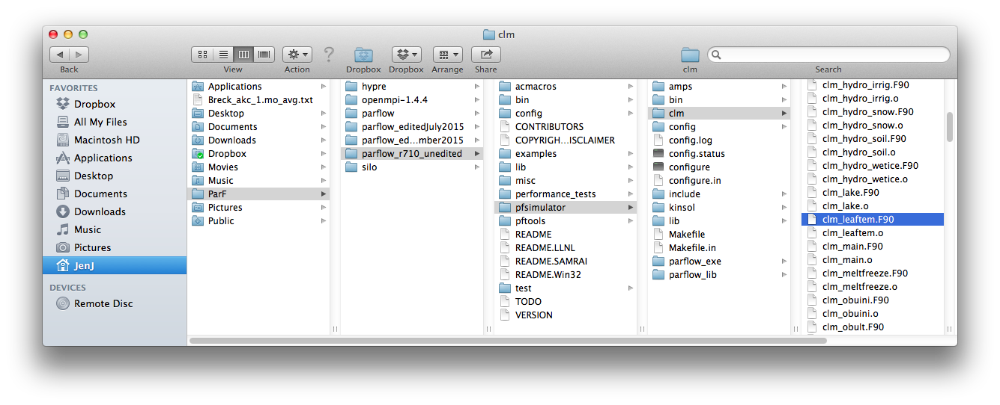 clm
Back
View
Action
Dropbox
Dropbox
Arrange
Share
clm
Search
FAVORITES
Dropbox
All My Files
Macintosh HD
Applications
Desktop
Documents
Downloads
Music
Pictures
JenJ
DEVICES
Remote Disc
Applications
Breck_akc_1.mo_avg.txt
Desktop
Documents
Downloads
Dropbox
Movies
Music
ParF
Pictures
Public
hypre
openmpi-1.4.4
parflow
parflow_editedJuly2015
parflow_ed...mber2015
parflow_r710_unedited
silo
acmacros
bin
config
CONTRIBUTORS
COPYRIGH...ISCLAIMER
examples
lib
misc
performance_tests
pfsimulator
pftools
README
README.LLNL
README.SAMRAI
README.Win32
test
TODO
VERSION
amps
bin
clm
config
config.log
config.status
configure
configure.in
include
kinsol
lib
Makefile
Makefile.in
parflow_exe
parflow_lib
clm_hydro_irrig.F90
clm_hydro_irrig.o
clm_hydro_snow.F90
clm_hydro_snow.o
clm_hydro_soil.F90
clm_hydro_soil.o
clm_hydro_wetice.F90
clm_hydro_wetice.o
clm_lake.F90
clm_lake.o
clm_leaftem.F90
clm_leaftem.o
clm_main.F90
clm_main.o
clm_meltfreeze.F90
clm_meltfreeze.o
clm_obuini.F90
clm_obuini.o
clm_obult.F90